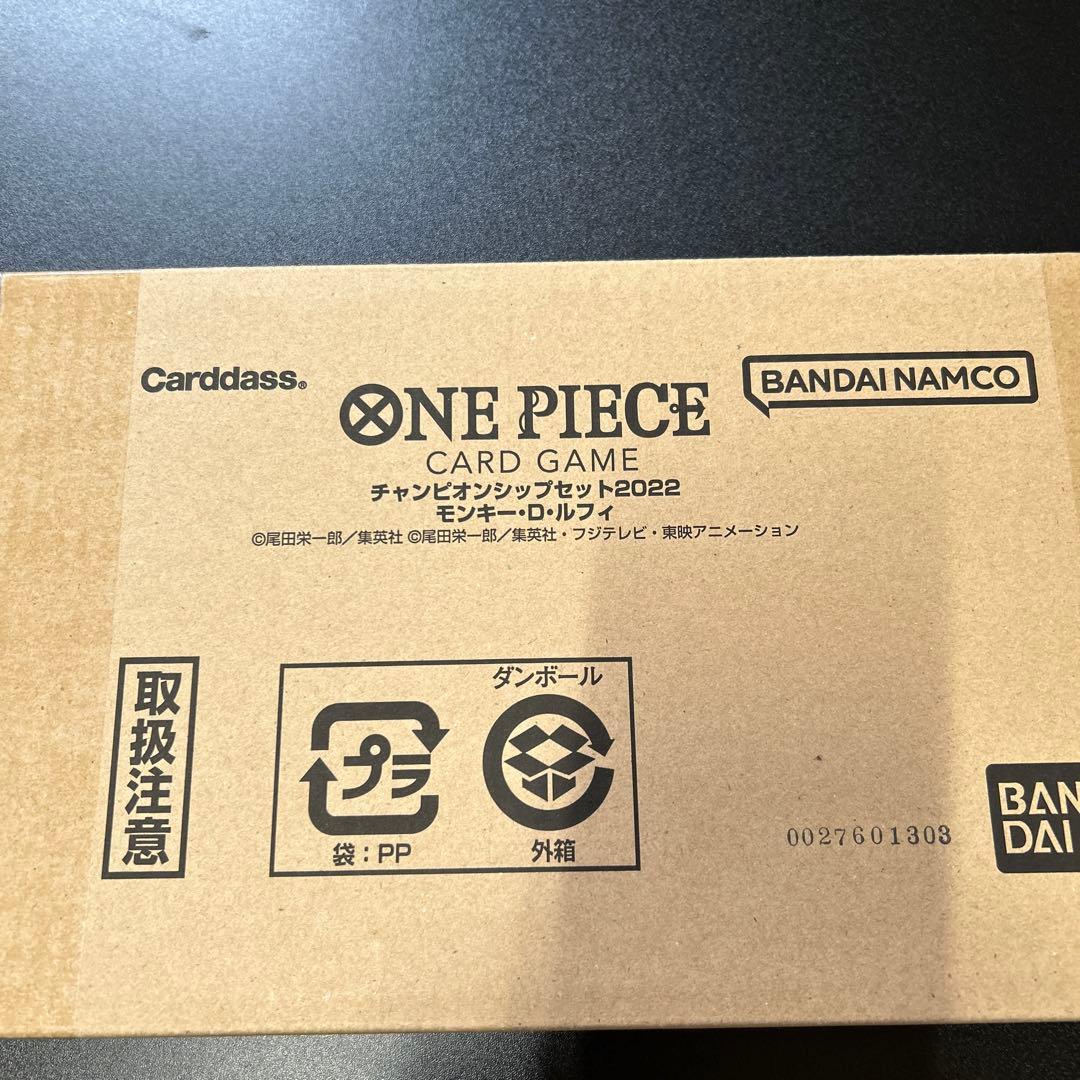 Carddass®
ONE PIECE
CARD GAME
BANDAI NAMCO
チャンピオンシップセット2022
モンキー・D・ルフィ
©尾田栄一郎／集英社 ©尾田栄一郎／集英社・フジテレビ・東映アニメーション
取扱注意
プラ
袋：PP
ダンボール
外箱
0027601303
BAN
DAI